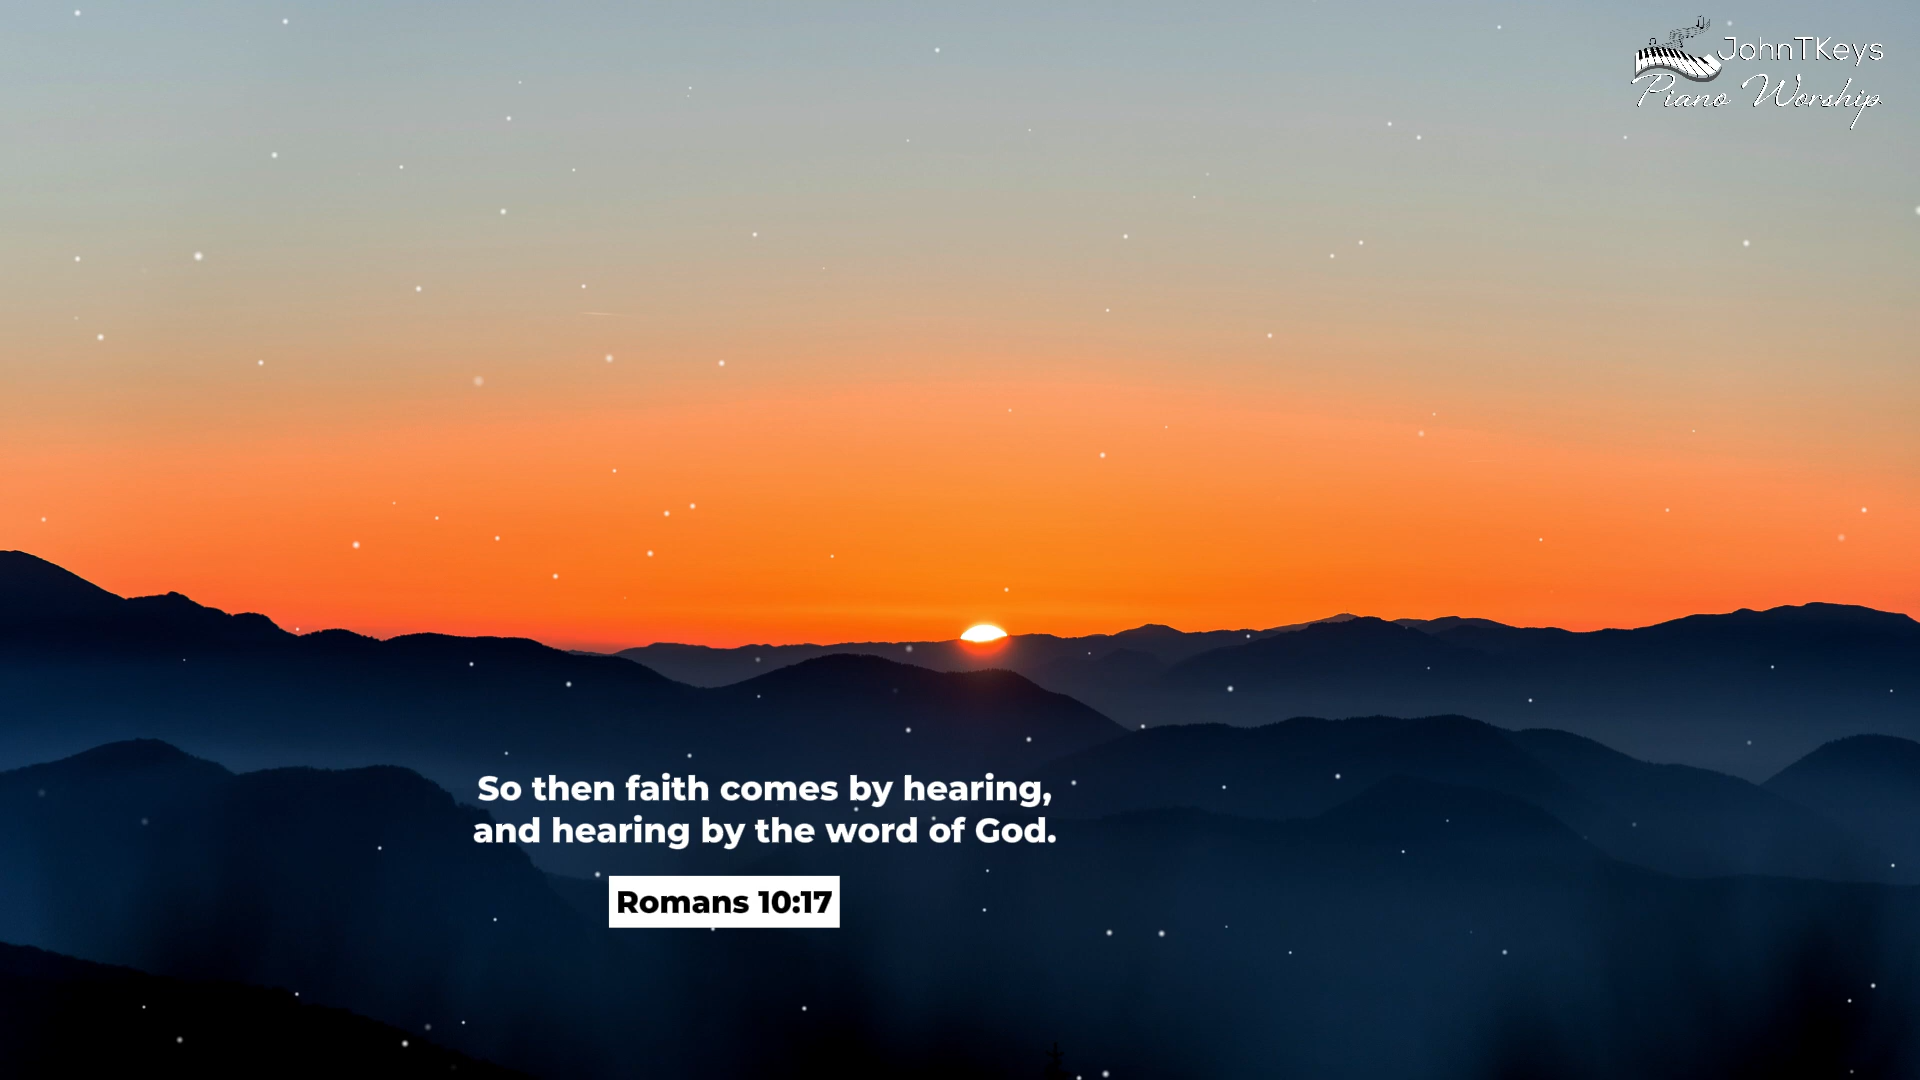 JohnTKeys
Piano Worship
So then faith comes by hearing,
and hearing by the word of God.
Romans 10:17